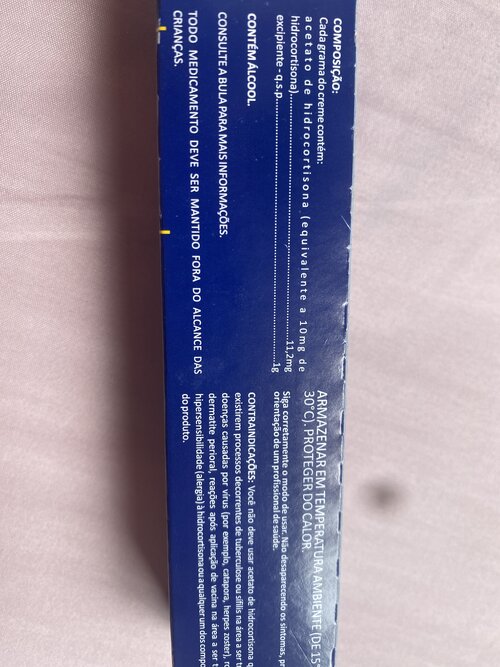 COMPOSIÇÃO:
Cada grama do creme contém:
acetato de hidrocortisona (equivalente a 10mg de
hidrocortisona)...........................................................................11,2mg
excipiente - q.s.p...............................................................................1g
CONTÉM ÁLCOOL.
CONSULTE A BULA PARA MAIS INFORMAÇÕES.
TODO MEDICAMENTO DEVE SER MANTIDO FORA DO ALCANCE DAS
CRIANÇAS.
ARMAZENAR EM TEMPERATURA AMBIENTE (DE 15°
30°C). PROTEGER DO CALOR.
Siga corretamente o modo de usar. Não desaparecendo os sintomas,
orientação de um profissional de saúde.
CONTRAINDICAÇÕES: Você não deve usar acetato de hidrocortisona
existirem processos decorrentes de tuberculose ou sífilis na área a ser
doenças causadas por vírus (por exemplo, catapora, herpes zoster),
dermatite perioral, reações após aplicação de vacina na área a ser
hipersensibilidade (alergia) à hidrocortisona ou a qualquer um dos
do produto.